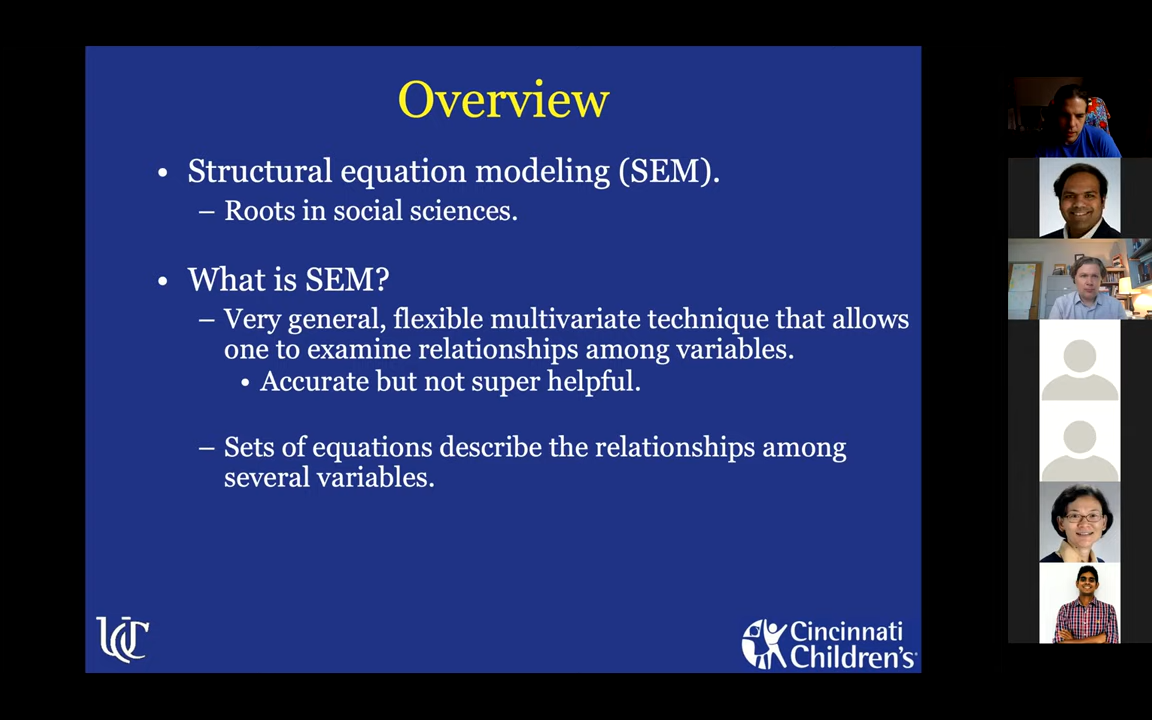 Overview
• Structural equation modeling (SEM).
– Roots in social sciences.
• What is SEM?
– Very general, flexible multivariate technique that allows
one to examine relationships among variables.
• Accurate but not super helpful.
– Sets of equations describe the relationships among
several variables.
UC
Cincinnati
Children's